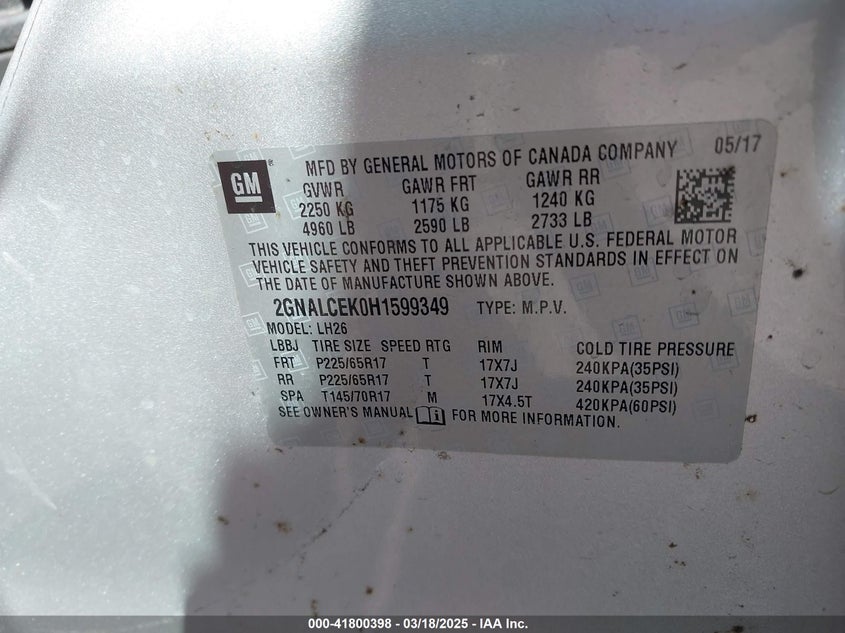 GM ® MFD BY GENERAL MOTORS OF CANADA COMPANY 05/17
GVWR GAWR FRT GAWR RR
2250 KG 1175 KG 1240 KG
4960 LB 2590 LB 2733 LB
THIS VEHICLE CONFORMS TO ALL APPLICABLE U.S. FEDERAL MOTOR
VEHICLE SAFETY AND THEFT PREVENTION STANDARDS IN EFFECT ON
THE DATE OF MANUFACTURE SHOWN ABOVE.
2GNALCEK0H1599349 TYPE: M.P.V.
MODEL: LH26
LBBJ TIRE SIZE SPEED RTG RIM COLD TIRE PRESSURE
FRT P225/65R17 T 17X7J 240KPA(35PSI)
RR P225/65R17 T 17X7J 240KPA(35PSI)
SPA T145/70R17 M 17X4.5T 420KPA(60PSI)
SEE OWNER'S MANUAL FOR MORE INFORMATION.
000-41800398 - 03/18/2025 - IAA Inc.